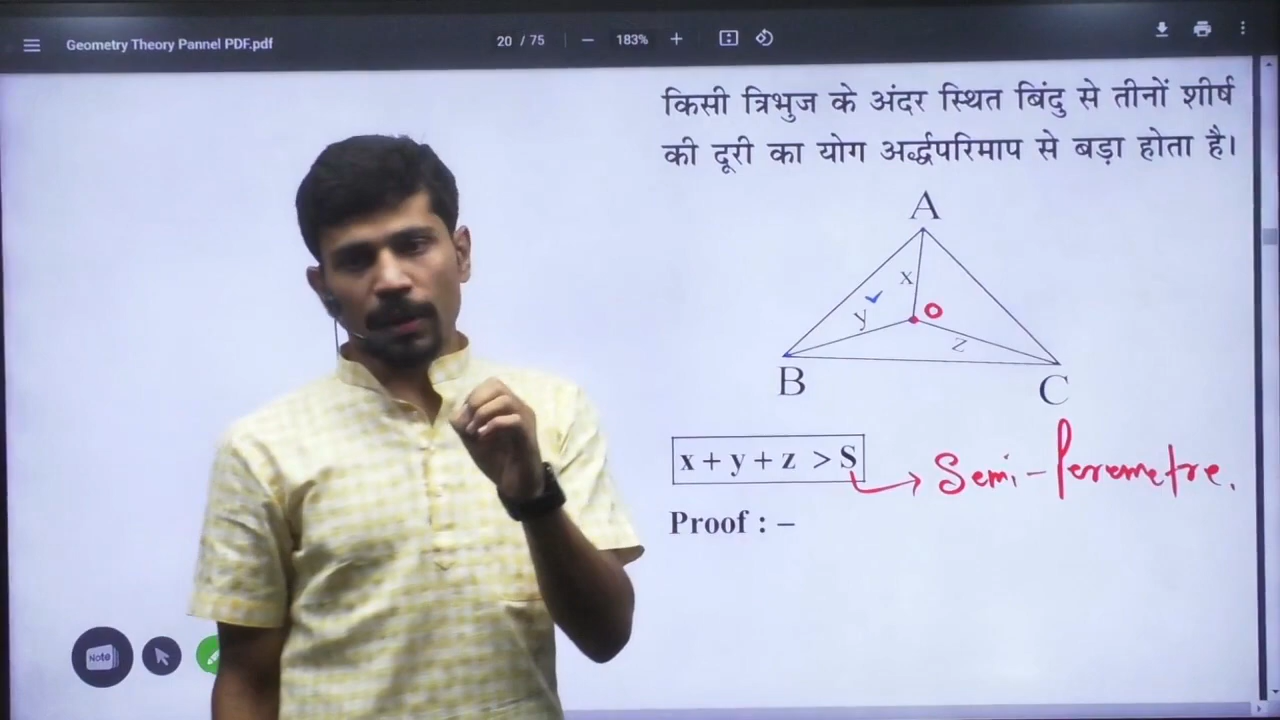 Geometry Theory Pannel PDF.pdf
20 / 75
183%
किसी त्रिभुज के अंदर स्थित बिंदु से तीनों शीर्ष
की दूरी का योग अर्द्धपरिमाप से बड़ा होता है।
A
x
y
O
z
B
C
x + y + z > S
Semi-Peremetre.
Proof : –
Note